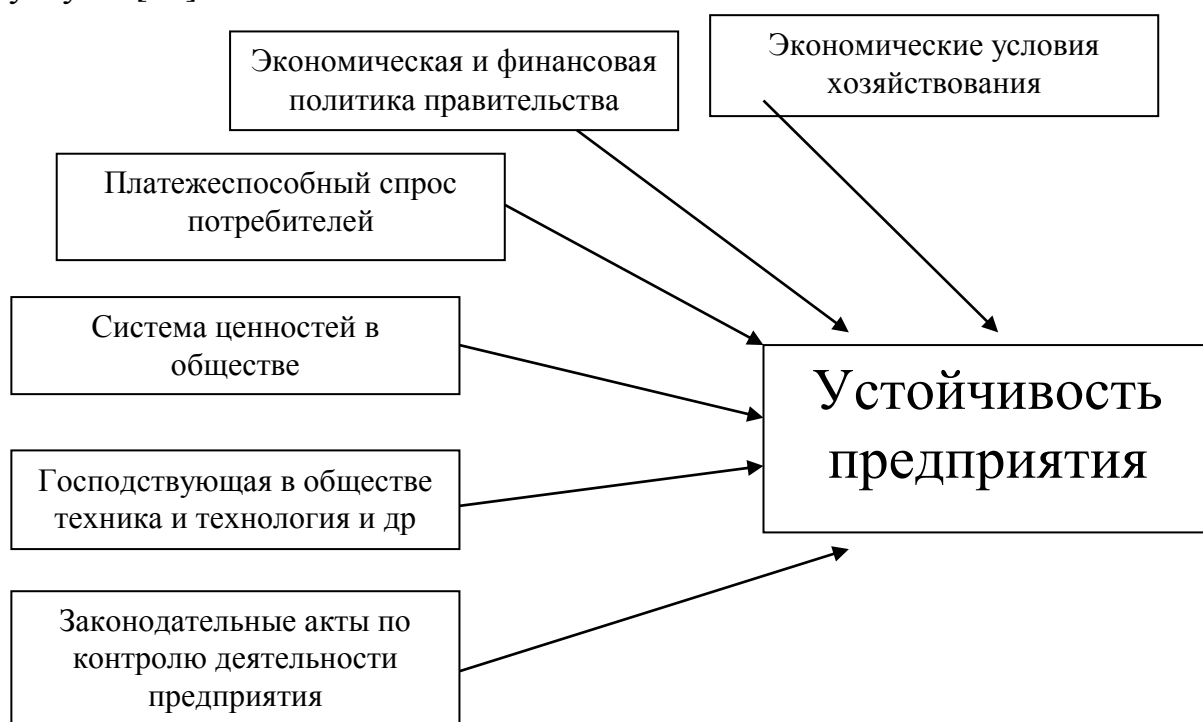 Экономические условия
хозяйствования
Экономическая и финансовая
политика правительства
Платежеспособный спрос
потребителей
Система ценностей в
обществе
Устойчивость
предприятия
Господствующая в обществе
техника и технология и др
Законодательные акты по
контролю деятельности
предприятия